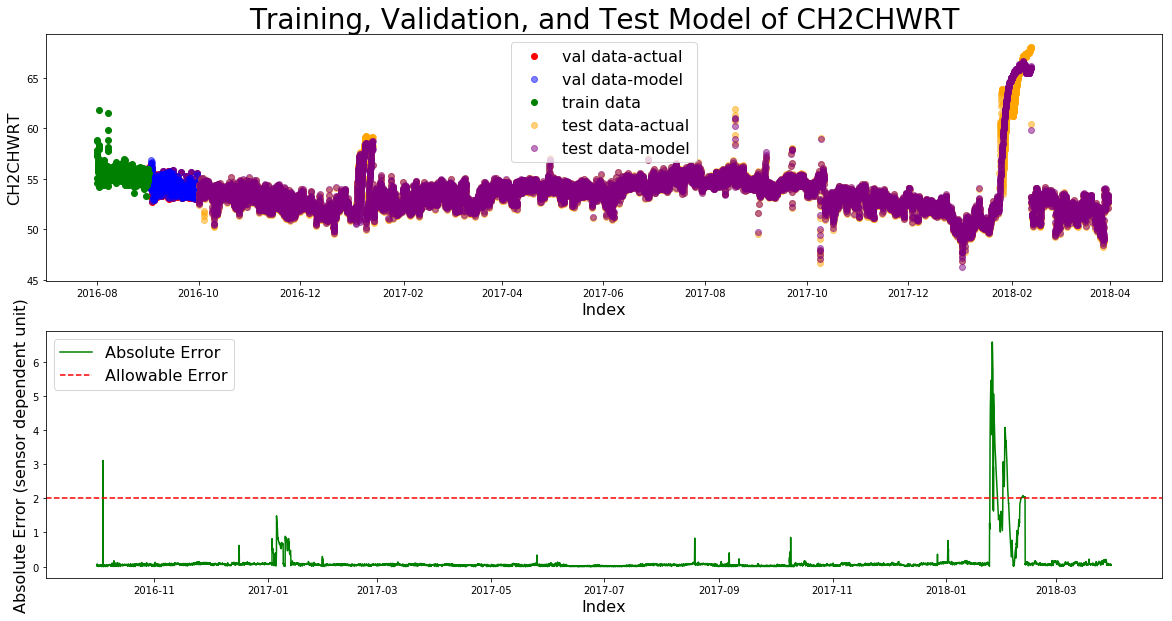 Training, Validation, and Test Model of CH2CHWRT
val data-actual
val data-model
train data
test data-actual
test data-model
CH2CHWRT
65
60
55
50
45
2016-08 2016-10 2016-12 2017-02 2017-04 2017-06 2017-08 2017-10 2017-12 2018-02 2018-04
Index
Absolute Error
Allowable Error
Absolute Error (sensor dependent unit)
6
5
4
3
2
1
0
2016-11 2017-01 2017-03 2017-05 2017-07 2017-09 2017-11 2018-01 2018-03
Index